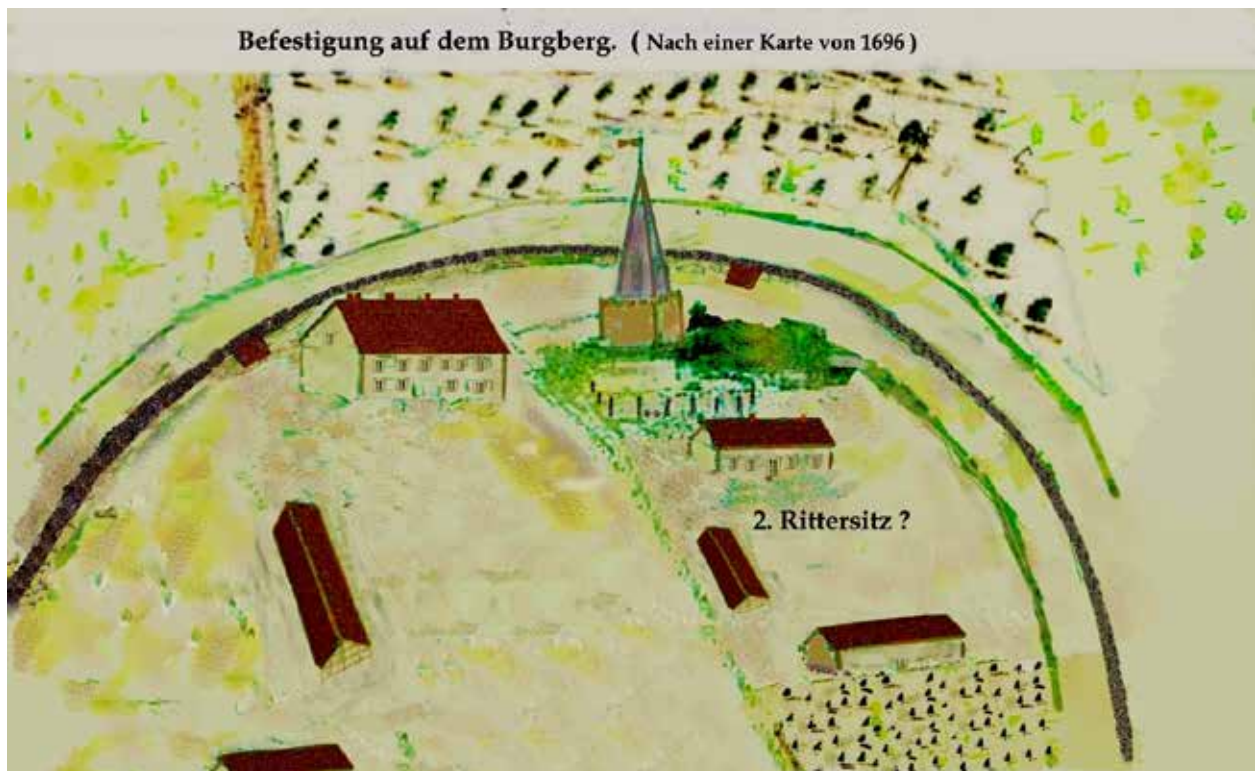 Befestigung auf dem Burgberg. ( Nach einer Karte von 1696 )
2. Rittersitz ?